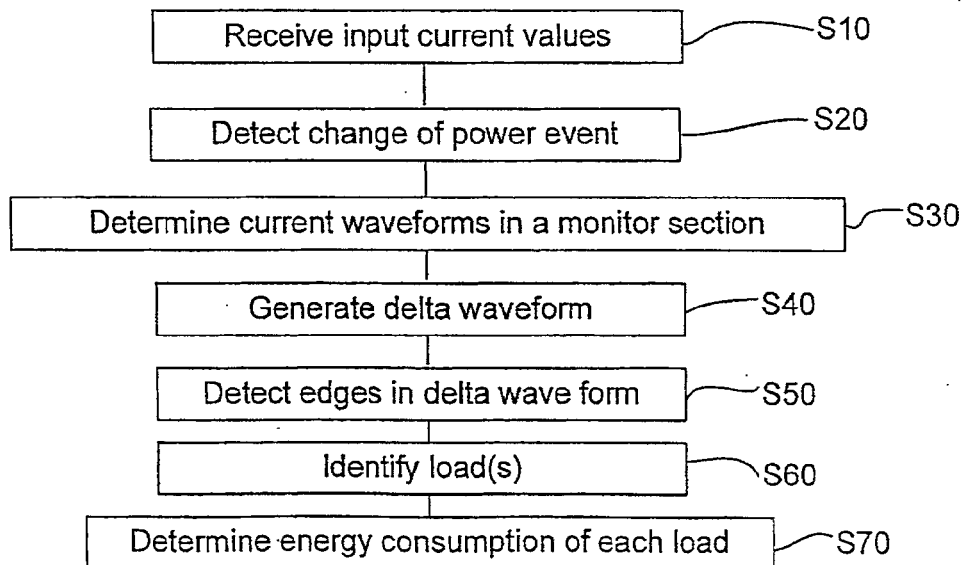 Receive input current values
S10
Detect change of power event
S20
Determine current waveforms in a monitor section
S30
Generate delta waveform
S40
Detect edges in delta wave form
S50
Identify load(s)
S60
Determine energy consumption of each load
S70